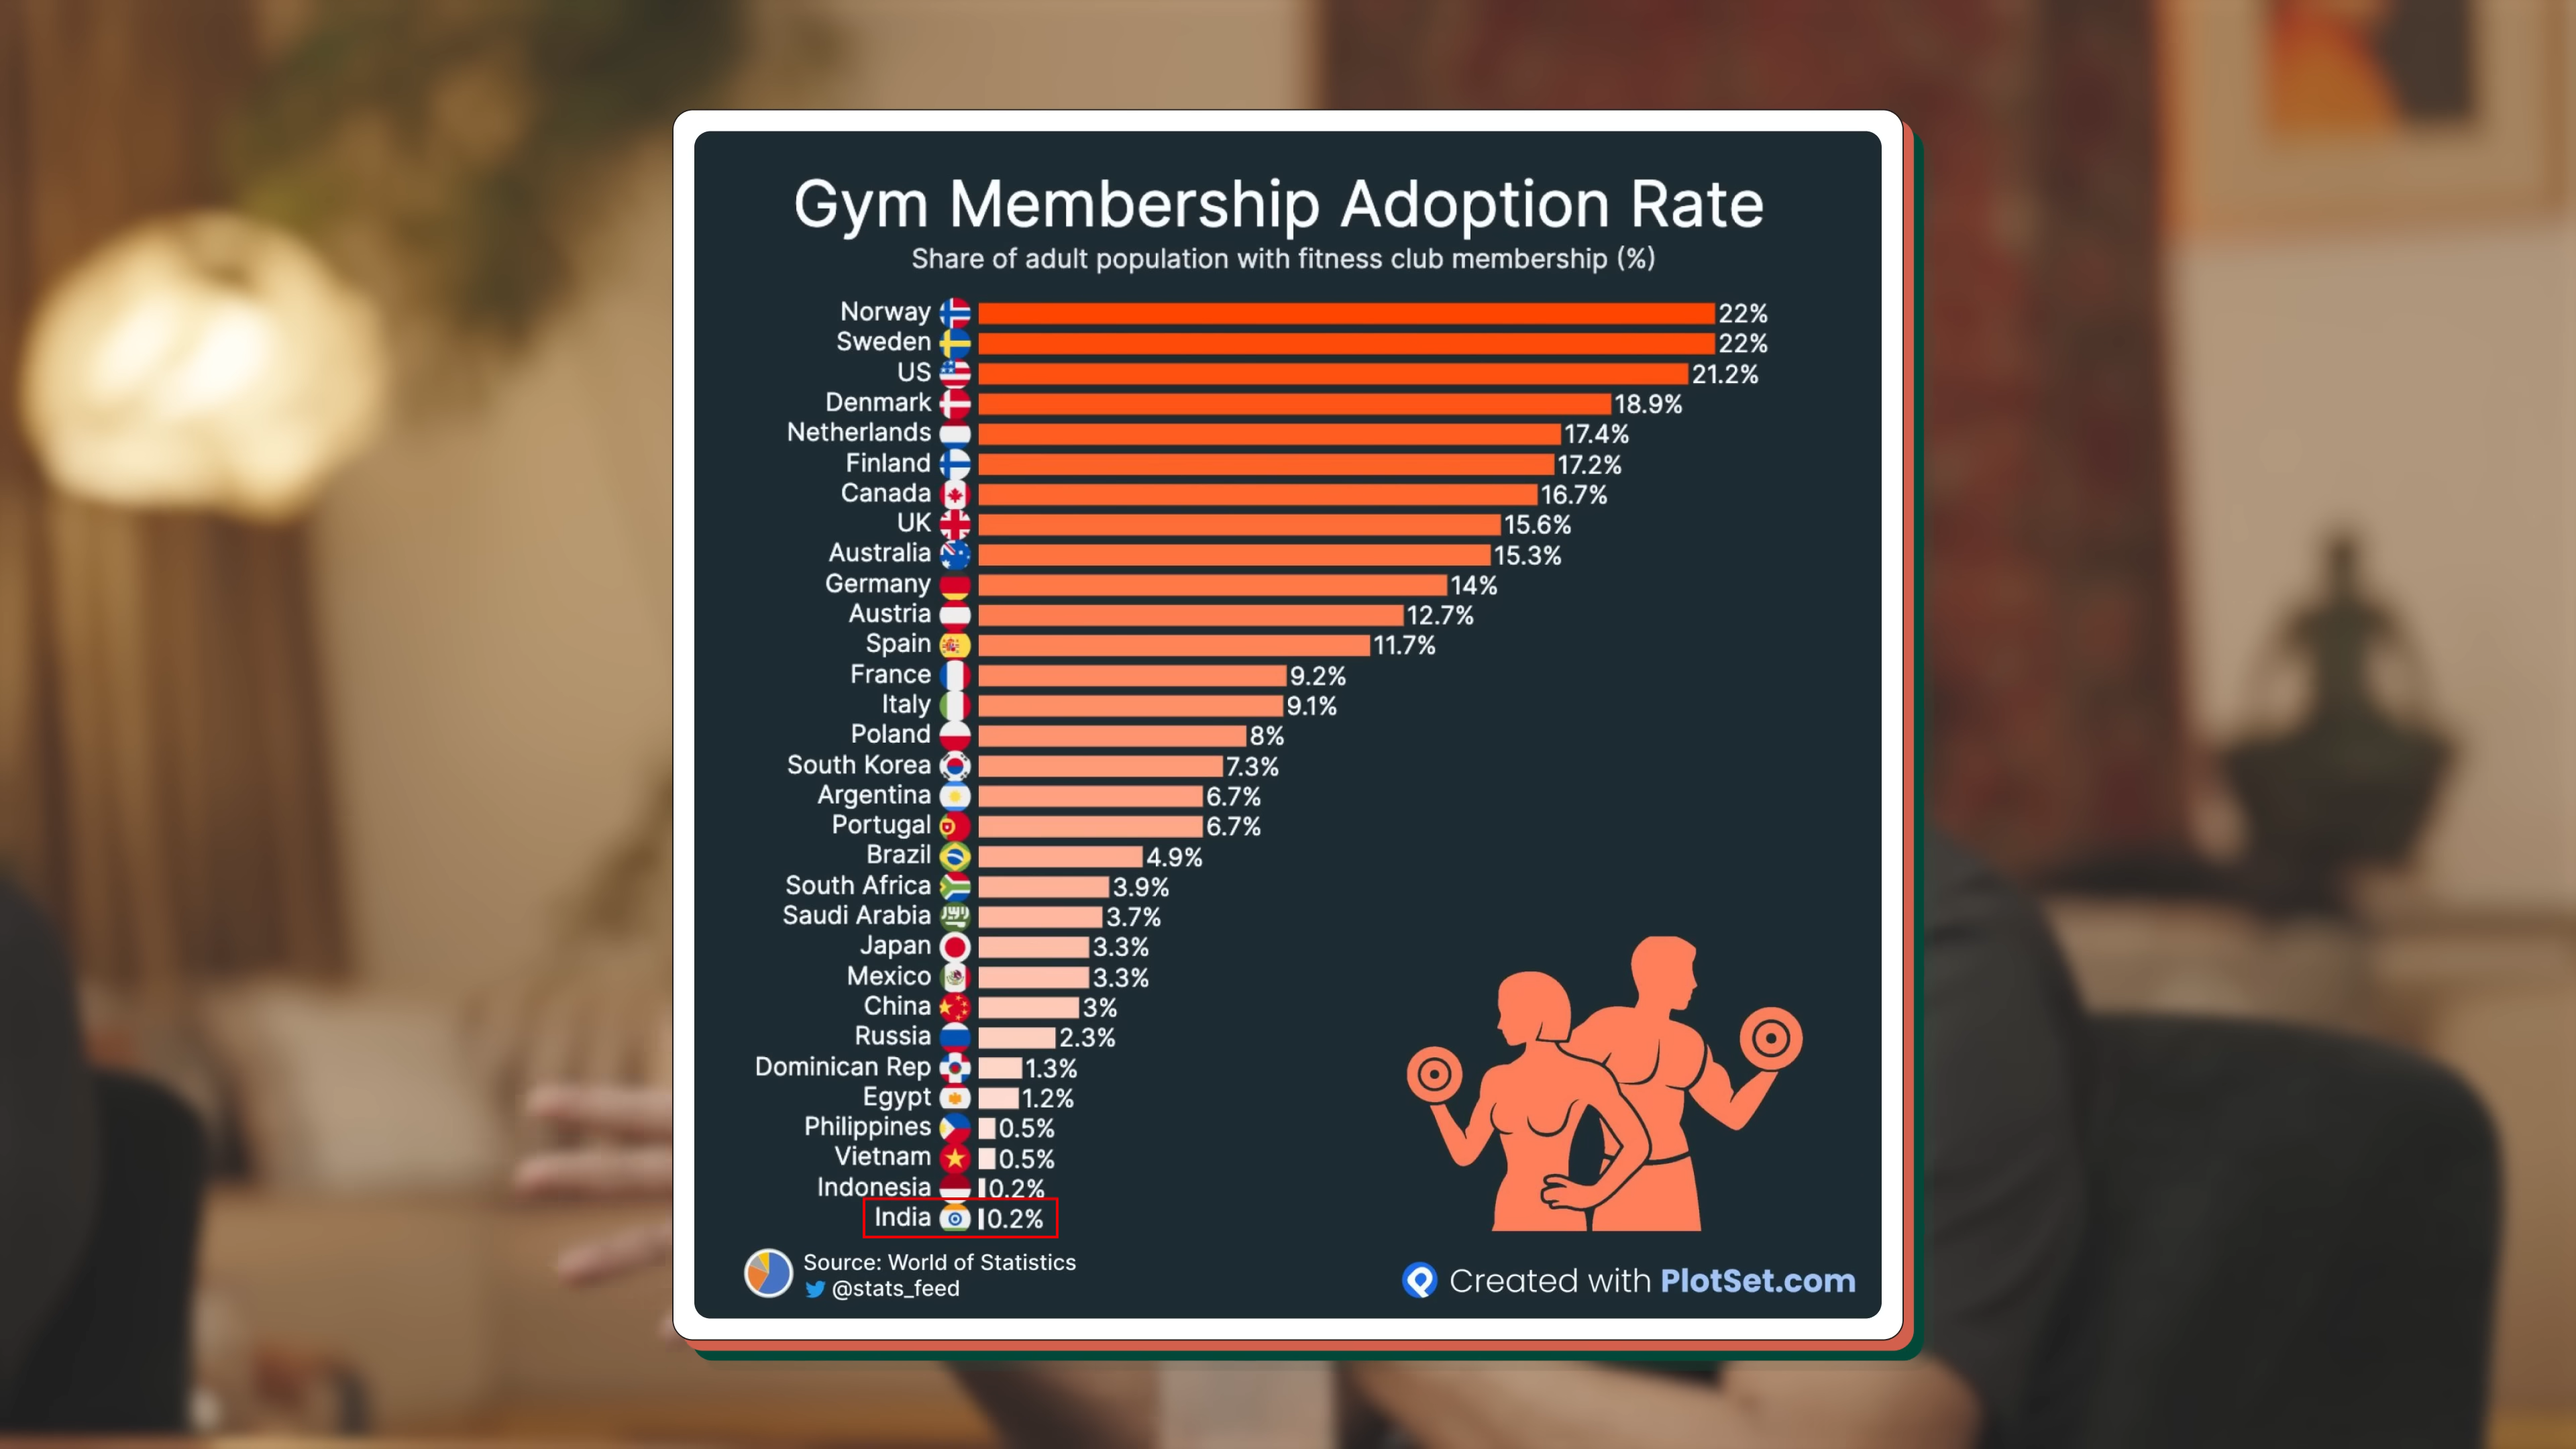 Gym Membership Adoption Rate
Share of adult population with fitness club membership (%)
Norway 22%
Sweden 22%
US 21.2%
Denmark 18.9%
Netherlands 17.4%
Finland 17.2%
Canada 16.7%
UK 15.6%
Australia 15.3%
Germany 14%
Austria 12.7%
Spain 11.7%
France 9.2%
Italy 9.1%
Poland 8%
South Korea 7.3%
Argentina 6.7%
Portugal 6.7%
Brazil 4.9%
South Africa 3.9%
Saudi Arabia 3.7%
Japan 3.3%
Mexico 3.3%
China 3%
Russia 2.3%
Dominican Rep 1.3%
Egypt 1.2%
Philippines 0.5%
Vietnam 0.5%
Indonesia 0.2%
India 0.2%
Source: World of Statistics
@stats_feed
Created with PlotSet.com